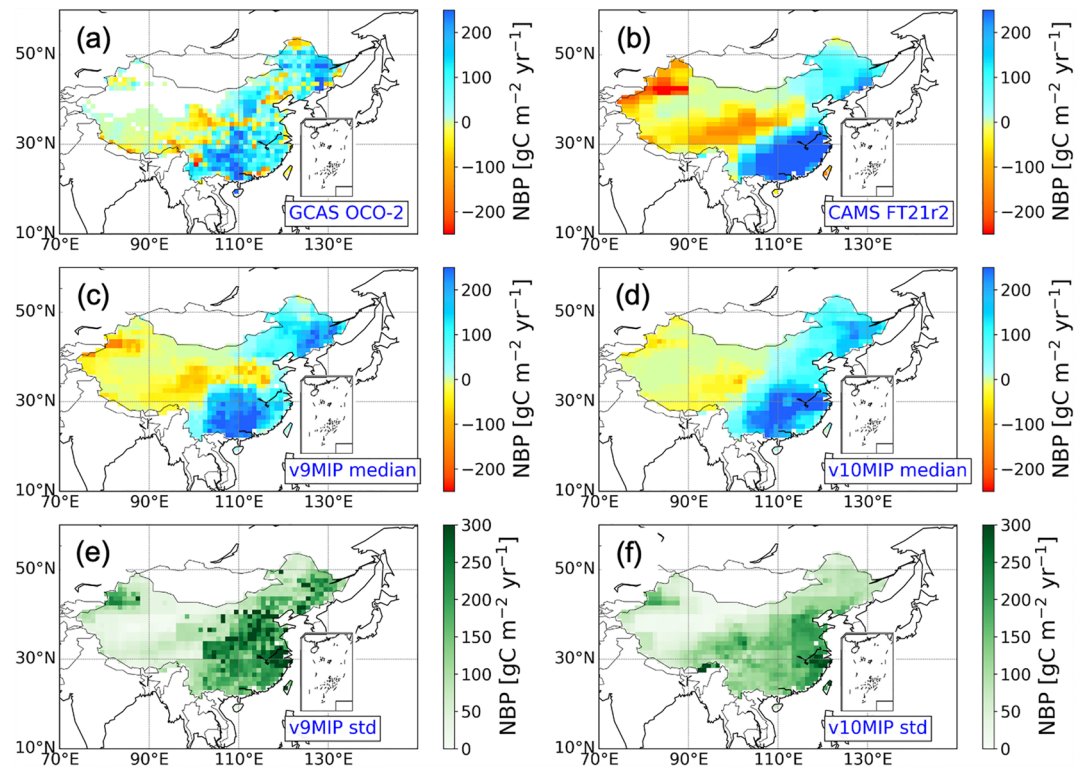 (a)
50°N
30°N
10°N
70°E 90°E 110°E 130°E
GCAS OCO-2
200
100
0
−100
−200
NBP [gC m⁻² yr⁻¹]
(b)
50°N
30°N
10°N
70°E 90°E 110°E 130°E
CAMS FT21r2
200
100
0
−100
−200
NBP [gC m⁻² yr⁻¹]
(c)
50°N
30°N
10°N
70°E 90°E 110°E 130°E
v9MIP median
200
100
0
−100
−200
NBP [gC m⁻² yr⁻¹]
(d)
50°N
30°N
10°N
70°E 90°E 110°E 130°E
v10MIP median
200
100
0
−100
−200
NBP [gC m⁻² yr⁻¹]
(e)
50°N
30°N
10°N
70°E 90°E 110°E 130°E
v9MIP std
300
250
200
150
100
50
0
NBP [gC m⁻² yr⁻¹]
(f)
50°N
30°N
10°N
70°E 90°E 110°E 130°E
v10MIP std
300
250
200
150
100
50
0
NBP [gC m⁻² yr⁻¹]